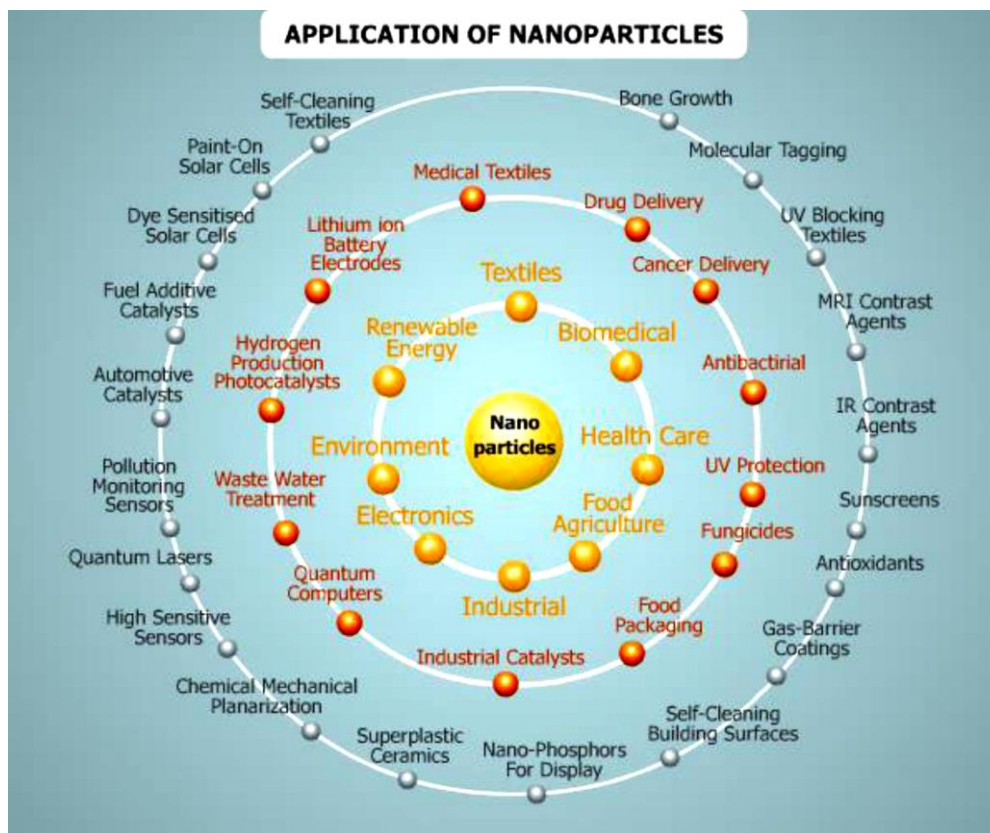 APPLICATION OF NANOPARTICLES
Self-Cleaning
Textiles
Paint-On
Solar Cells
Dye Sensitised
Solar Cells
Fuel Additive
Catalysts
Automotive
Catalysts
Pollution
Monitoring
Sensors
Quantum Lasers
High Sensitive
Sensors
Chemical Mechanical
Planarization
Superplastic
Ceramics
Nano-Phosphors
For Display
Self-Cleaning
Building Surfaces
Gas-Barrier
Coatings
Antioxidants
Sunscreens
IR Contrast
Agents
MRI Contrast
Agents
UV Blocking
Textiles
Molecular Tagging
Bone Growth
Medical Textiles
Drug Delivery
Cancer Delivery
Antibactirial
UV Protection
Fungicides
Food
Packaging
Industrial Catalysts
Quantum
Computers
Waste Water
Treatment
Hydrogen
Production
Photocatalysts
Lithium ion
Battery
Electrodes
Textiles
Biomedical
Health Care
Food
Agriculture
Industrial
Electronics
Environment
Renewable
Energy
Nano
particles